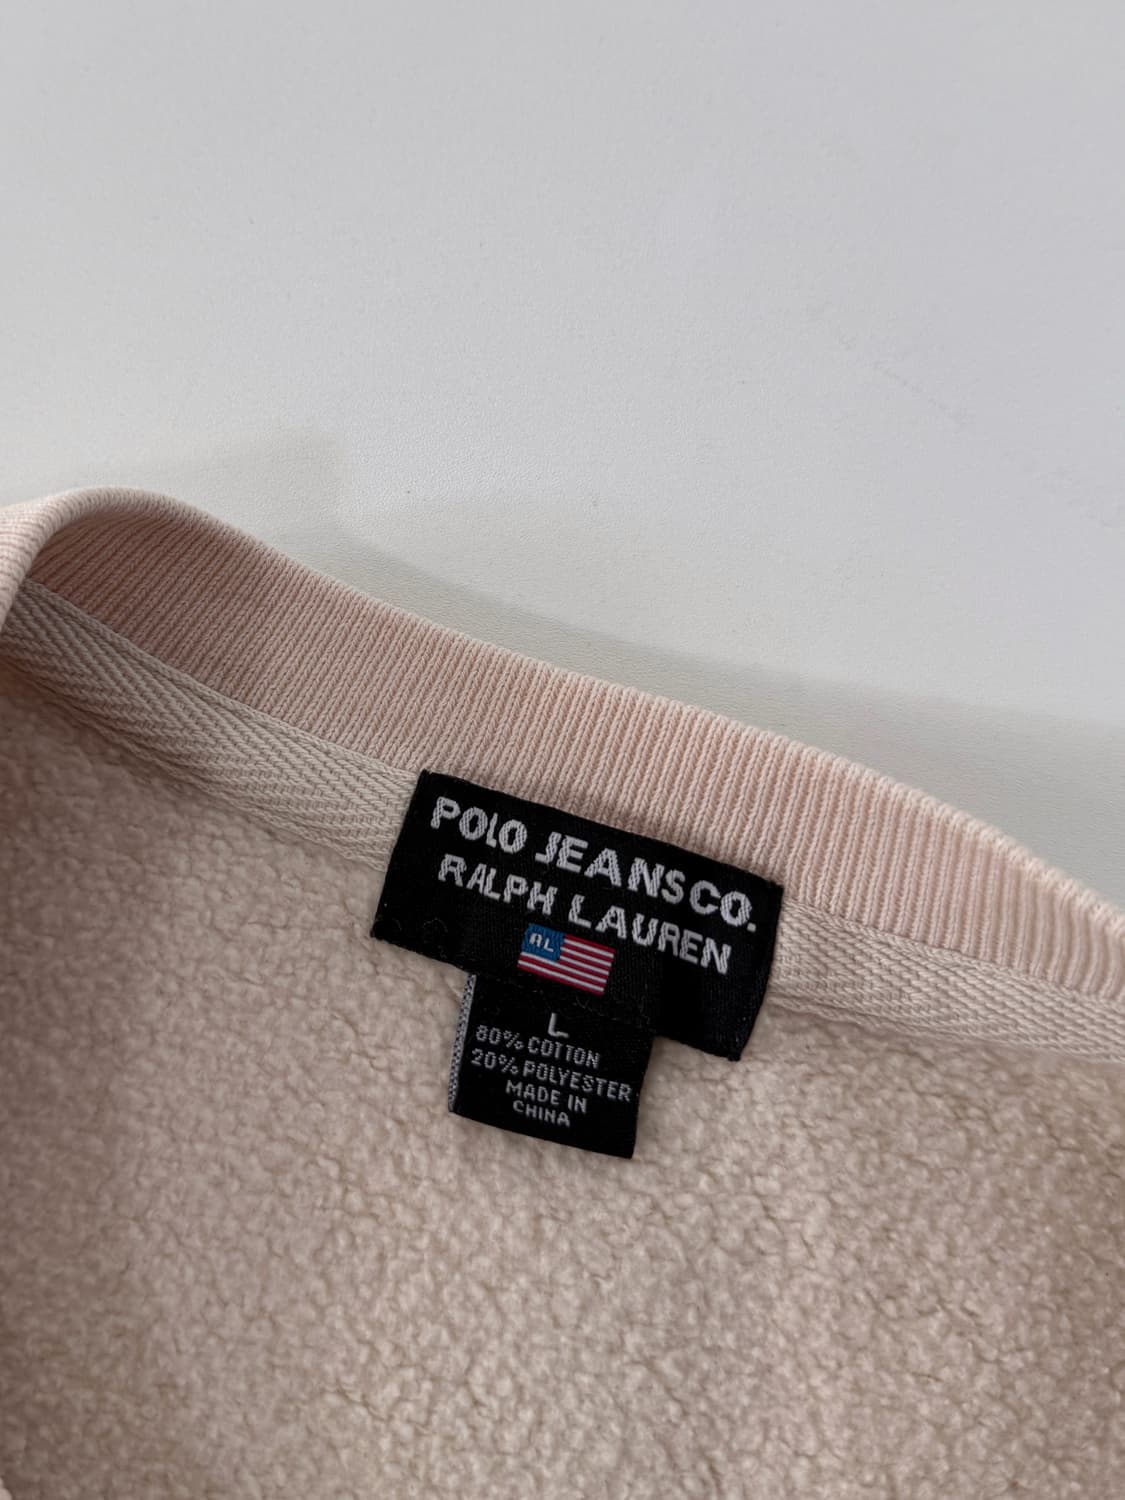 POLO JEANS CO.
RALPH LAUREN
RL
L
80% COTTON
20% POLYESTER
MADE IN
CHINA